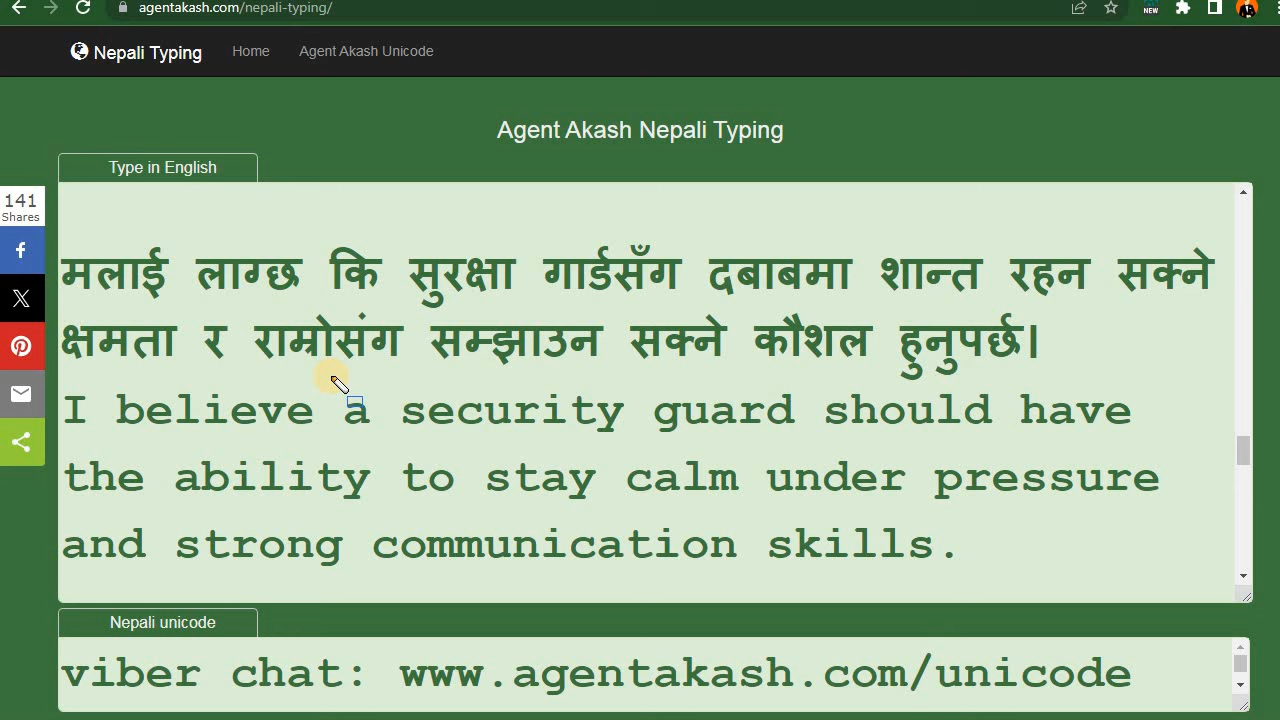 agentakash.com/nepali-typing/
NEW
Nepali Typing Home Agent Akash Unicode
Agent Akash Nepali Typing
Type in English
141
Shares
मलाई लाग्छ कि सुरक्षा गार्डसँग दबाबमा शान्त रहन सक्ने
क्षमता र राम्रोसंग सम्झाउन सक्ने कौशल हुनुपर्छ।
I believe a security guard should have
the ability to stay calm under pressure
and strong communication skills.
Nepali unicode
viber chat: www.agentakash.com/unicode